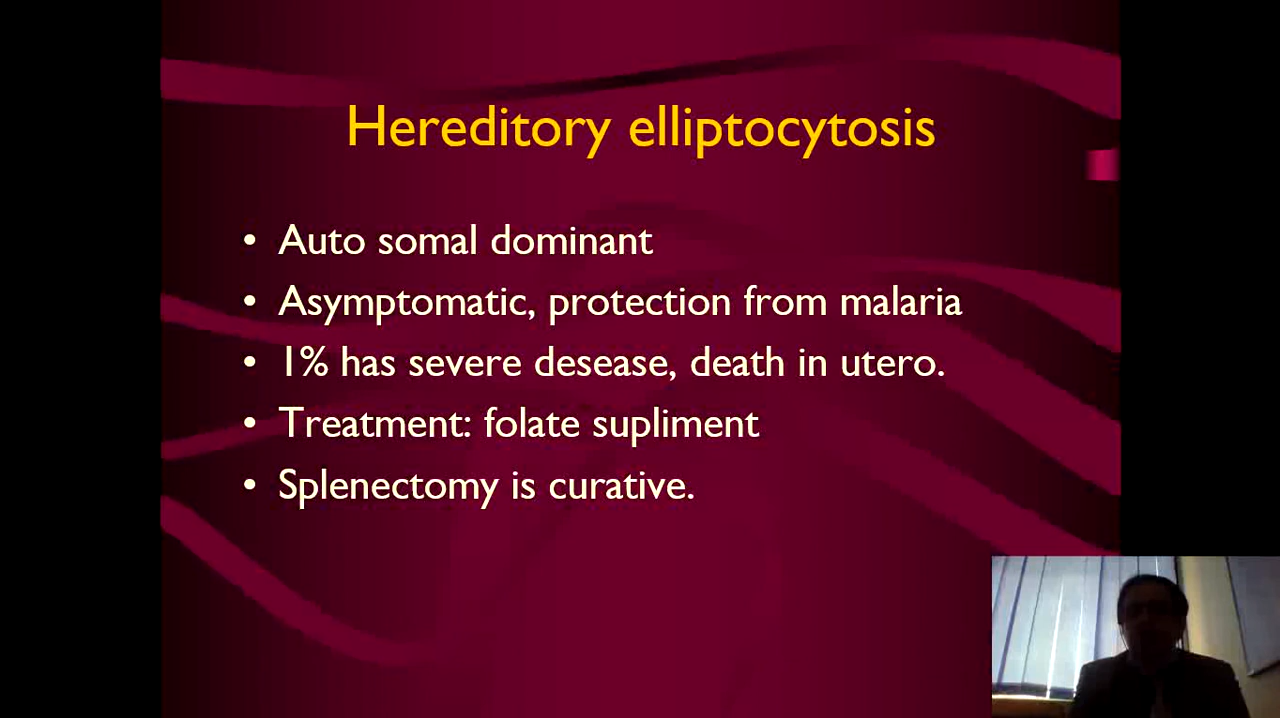 Hereditory elliptocytosis
• Auto somal dominant
• Asymptomatic, protection from malaria
• 1% has severe desease, death in utero.
• Treatment: folate supliment
• Splenectomy is curative.